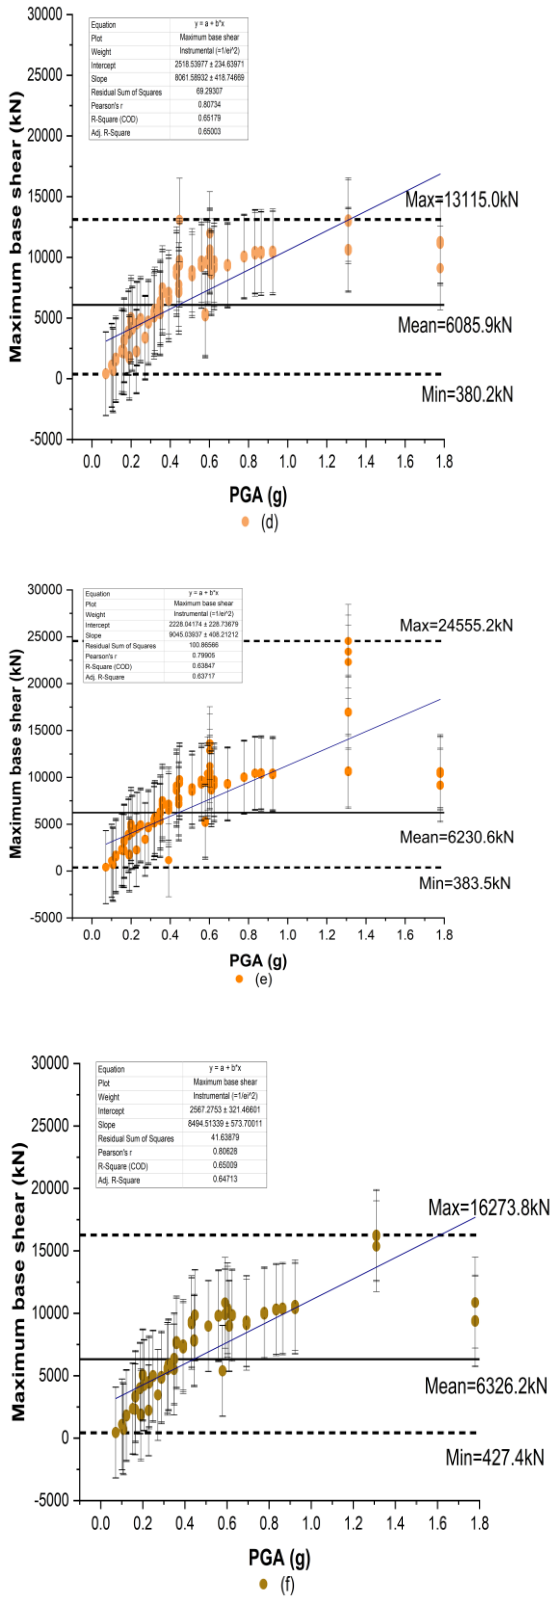 30000
25000
20000
15000
10000
5000
0
-5000
Maximum base shear (kN)
Equation y = a + b*x
Plot Maximum base shear
Weight Instrumental (=1/ei^2)
Intercept 2518.53977 ± 234.63971
Slope 8061.58932 ± 418.74669
Residual Sum of Squares 69.29307
Pearson's r 0.80734
R-Square (COD) 0.65179
Adj. R-Square 0.65003
Max=13115.0kN
Mean=6085.9kN
Min=380.2kN
0.0 0.2 0.4 0.6 0.8 1.0 1.2 1.4 1.6 1.8
PGA (g)
(d)
30000
25000
20000
15000
10000
5000
0
-5000
Maximum base shear (kN)
Equation y = a + b*x
Plot Maximum base shear
Weight Instrumental (=1/ei^2)
Intercept 2228.04174 ± 228.73679
Slope 9045.03937 ± 408.21212
Residual Sum of Squares 100.86566
Pearson's r 0.79905
R-Square (COD) 0.63847
Adj. R-Square 0.63717
Max=24555.2kN
Mean=6230.6kN
Min=383.5kN
0.0 0.2 0.4 0.6 0.8 1.0 1.2 1.4 1.6 1.8
PGA (g)
(e)
30000
25000
20000
15000
10000
5000
0
-5000
Maximum base shear (kN)
Equation y = a + b*x
Plot Maximum base shear
Weight Instrumental (=1/ei^2)
Intercept 2567.2753 ± 321.46601
Slope 8494.51339 ± 573.70011
Residual Sum of Squares 41.63879
Pearson's r 0.80628
R-Square (COD) 0.65009
Adj. R-Square 0.64713
Max=16273.8kN
Mean=6326.2kN
Min=427.4kN
0.0 0.2 0.4 0.6 0.8 1.0 1.2 1.4 1.6 1.8
PGA (g)
(f)